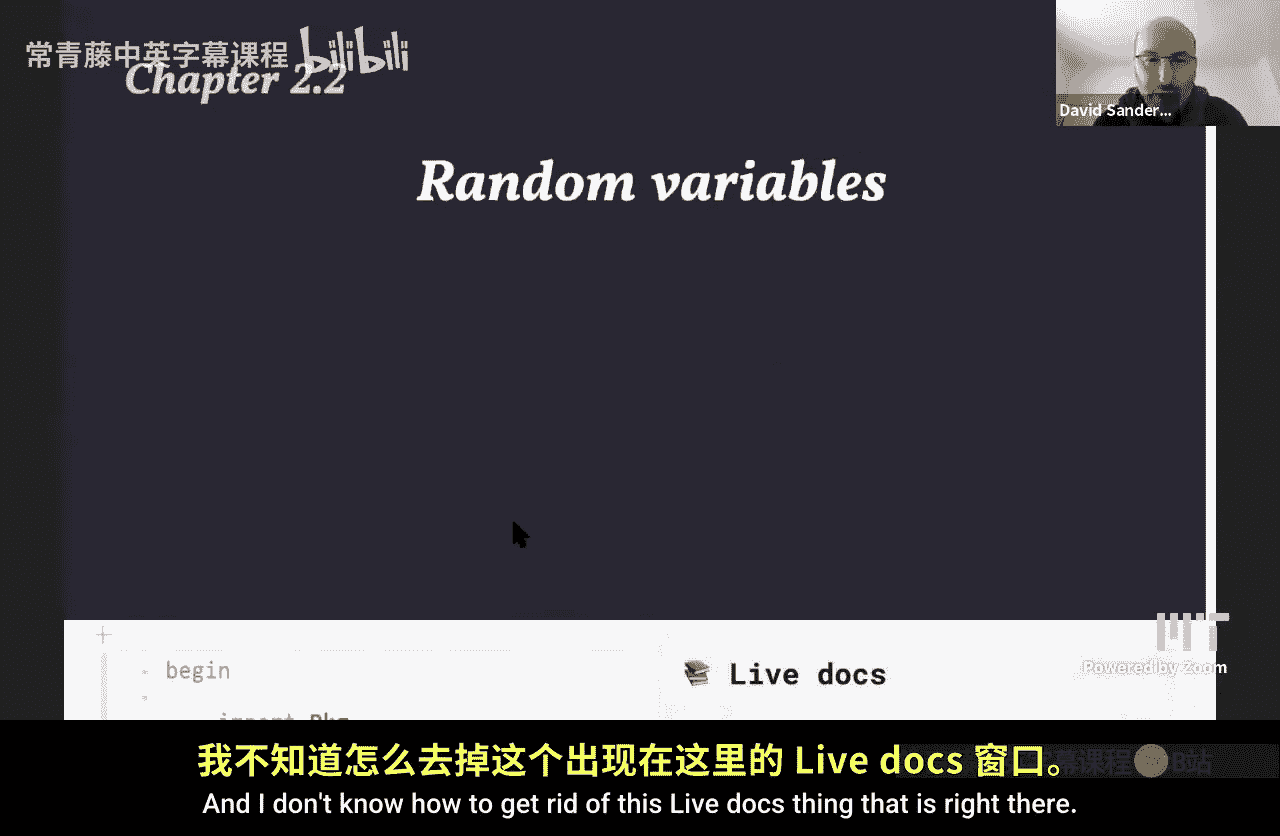 常青藤中英字幕课程 bilibili
Chapter 2.2
David Sander...
Random variables
begin
Live docs
import Pkg
MIT
Powered by Zoom
我不知道怎么去掉这个出现在这里的 Live docs 窗口。
And I don't know how to get rid of this Live docs thing that is right there.